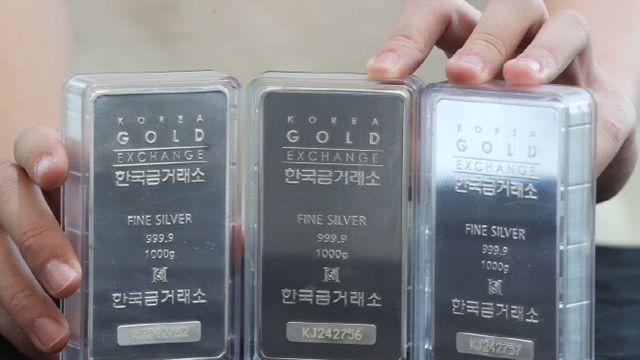 KOREA
GOLD
EXCHANGE
한국금거래소
FINE SILVER
999.9
1000g
한국금거래소
KJ242752
KOREA
GOLD
EXCHANGE
한국금거래소
FINE SILVER
999.9
1000g
한국금거래소
KJ242756
KOREA
GOLD
EXCHANGE
한국금거래소
FINE SILVER
999.9
1000g
한국금거래소
KJ242757